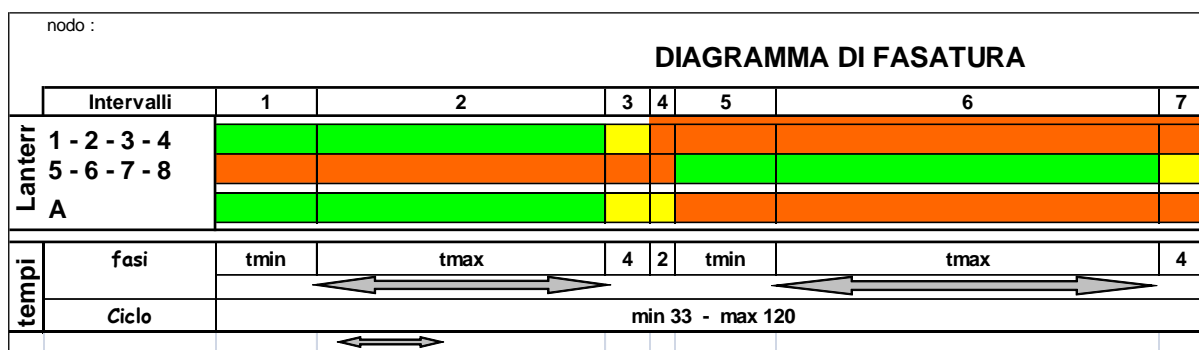 nodo :
DIAGRAMMA DI FASATURA
Intervalli 1 2 3 4 5 6 7
Lanterr
1 - 2 - 3 - 4
5 - 6 - 7 - 8
A
tempi
fasi tmin tmax 4 2 tmin tmax 4
Ciclo min 33 - max 120